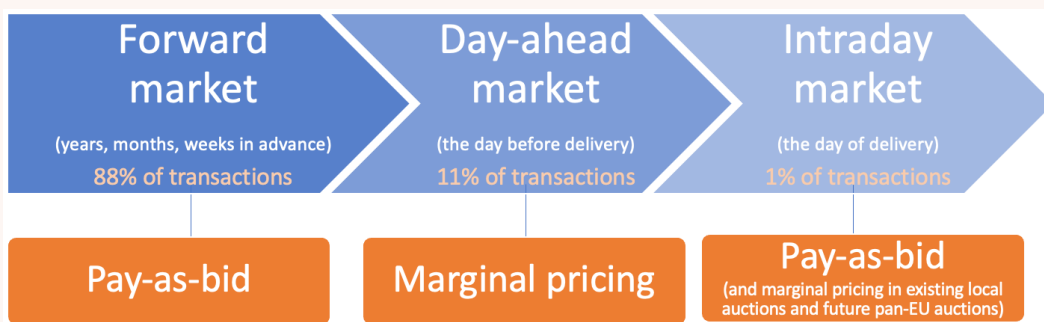 Forward
market
(years, months, weeks in advance)
88% of transactions
Day-ahead
market
(the day before delivery)
11% of transactions
Intraday
market
(the day of delivery)
1% of transactions
Pay-as-bid
Marginal pricing
Pay-as-bid
(and marginal pricing in existing local
auctions and future pan-EU auctions)